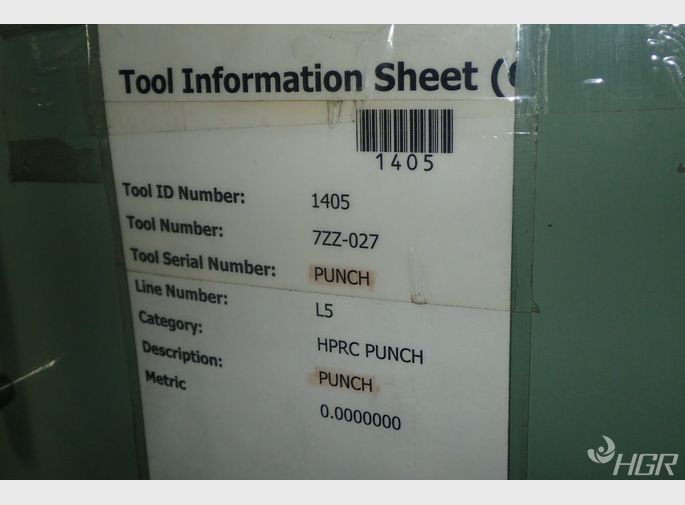 Tool Information Sheet (
1405
Tool ID Number: 1405
Tool Number: 7ZZ-027
Tool Serial Number: PUNCH
Line Number: L5
Category: HPRC PUNCH
Description: PUNCH
Metric 0.0000000
HGR